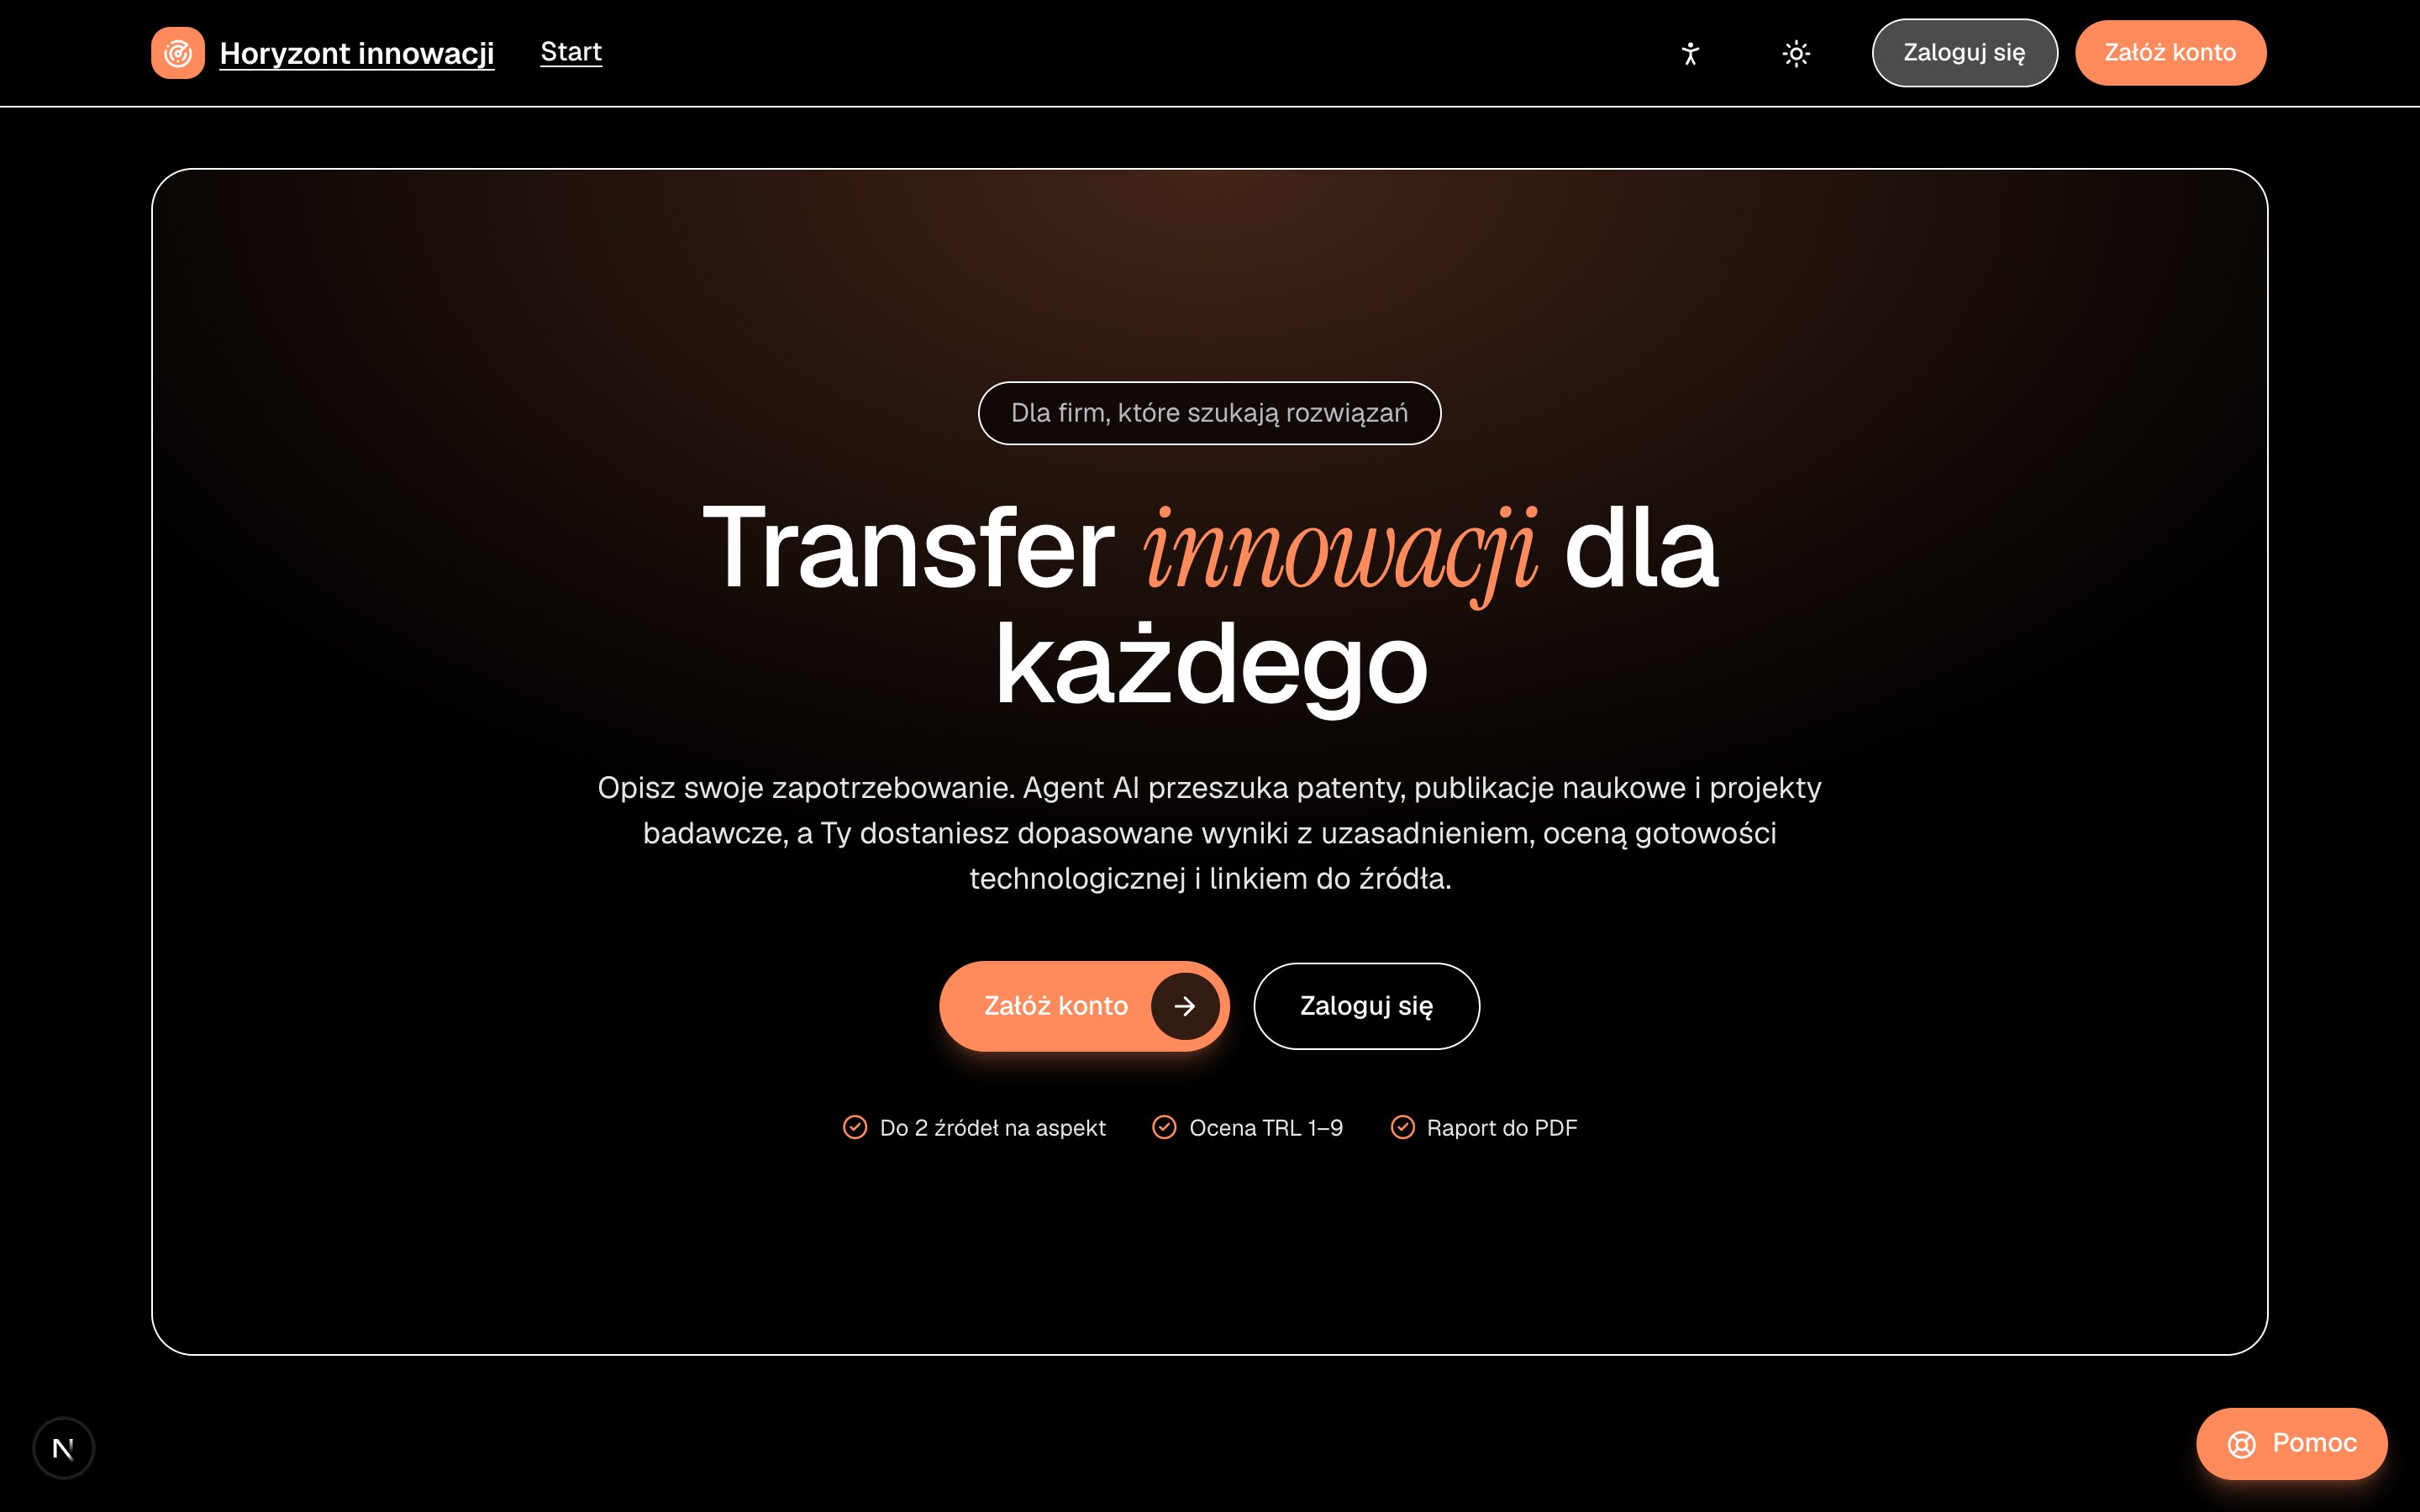 Horyzont innowacji
Start
Zaloguj się
Załóż konto
Dla firm, które szukają rozwiązań
Transfer innowacji dla
każdego
Opisz swoje zapotrzebowanie. Agent AI przeszuka patenty, publikacje naukowe i projekty
badawcze, a Ty dostaniesz dopasowane wyniki z uzasadnieniem, oceną gotowości
technologicznej i linkiem do źródła.
Załóż konto
Zaloguj się
Do 2 źródeł na aspekt
Ocena TRL 1–9
Raport do PDF
N
Pomoc